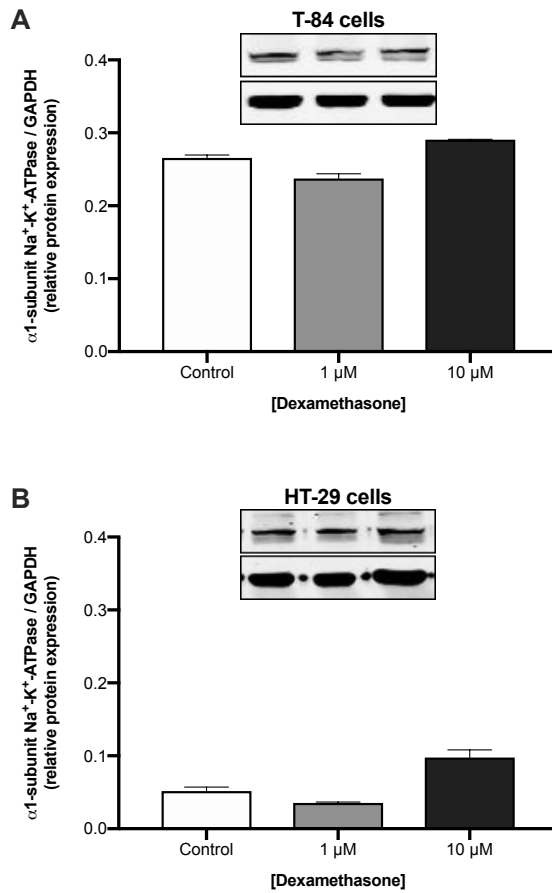 A
T-84 cells
α1-subunit Na⁺-K⁺-ATPase / GAPDH
(relative protein expression)
0.4
0.3
0.2
0.1
0.0
Control
1 µM
10 µM
[Dexamethasone]
B
HT-29 cells
α1-subunit Na⁺-K⁺-ATPase / GAPDH
(relative protein expression)
0.4
0.3
0.2
0.1
0.0
Control
1 µM
10 µM
[Dexamethasone]